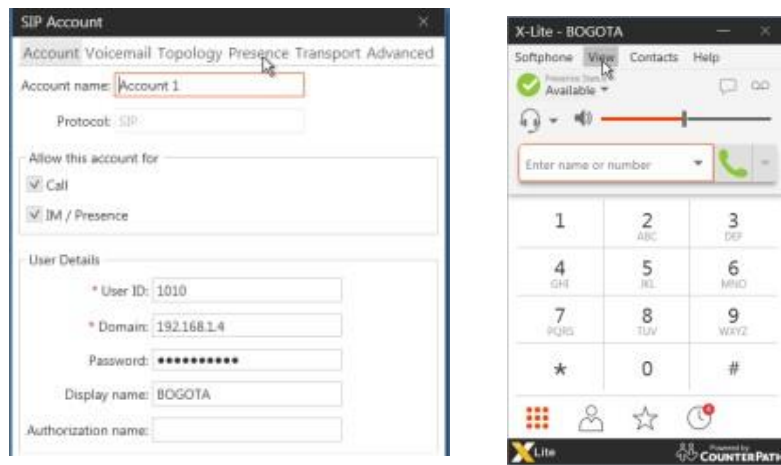 SIP Account
Account Voicemail Topology Presence Transport Advanced
Account name: Account 1
Protocol: SIP
Allow this account for
Call
IM / Presence
User Details
* User ID: 1010
* Domain: 192.168.1.4
Password: ●●●●●●●●●●
Display name: BOGOTA
Authorization name:
X-Lite - BOGOTA
Softphone View Contacts Help
Available
Enter name or number
1 2 3
ABC DEF
4 5 6
GHI JKL MNO
7 8 9
PQRS TUV WXYZ
* 0 #
X Lite
Powered by
COUNTERPATH